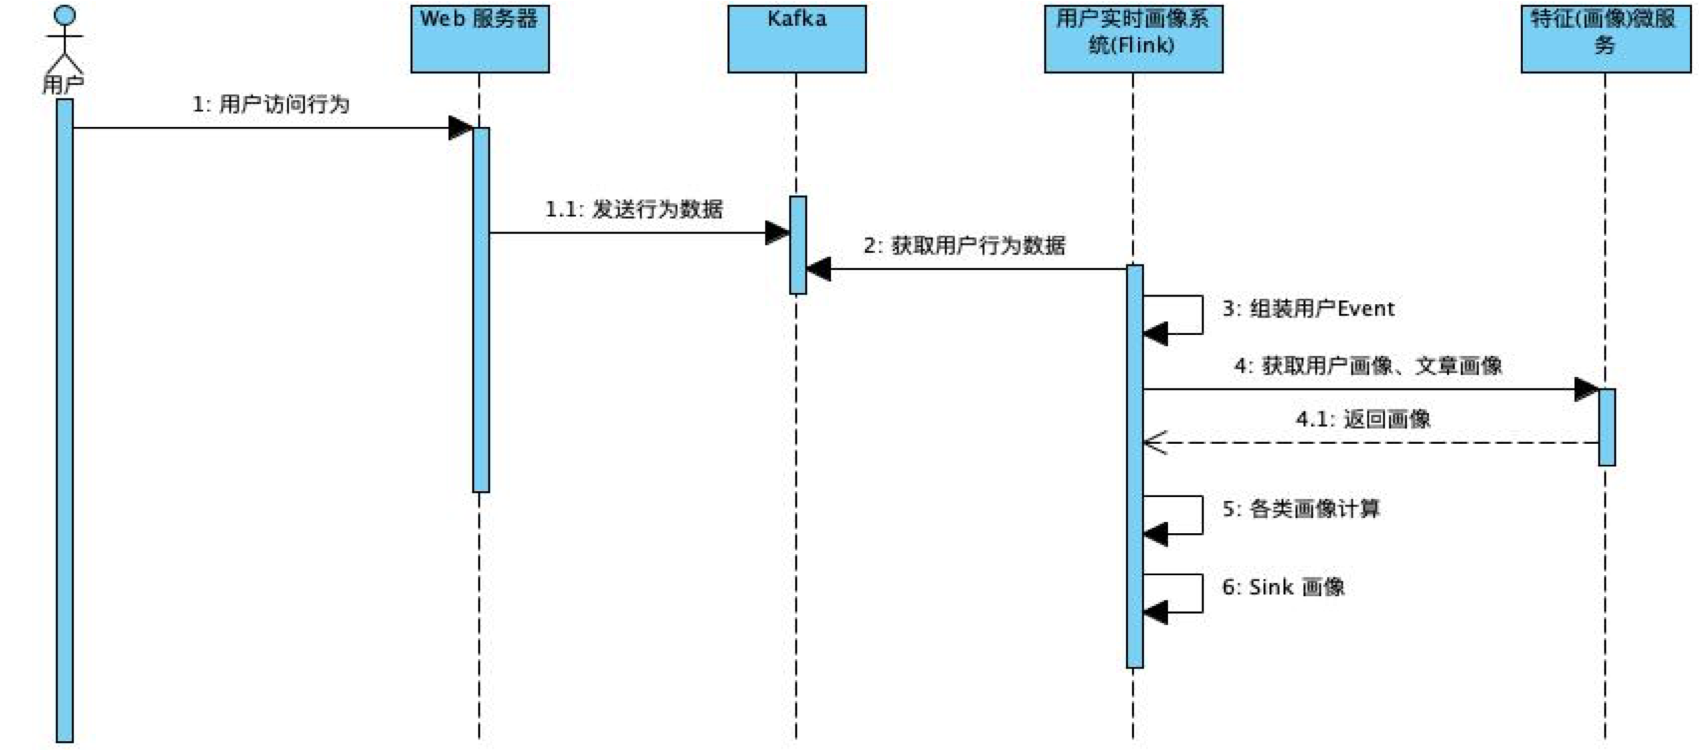 Web 服务器
Kafka
用户实时画像系
统(Flink)
特征(画像)微服
务
用户
1: 用户访问行为
1.1: 发送行为数据
2: 获取用户行为数据
3: 组装用户Event
4: 获取用户画像、文章画像
4.1: 返回画像
5: 各类画像计算
6: Sink 画像